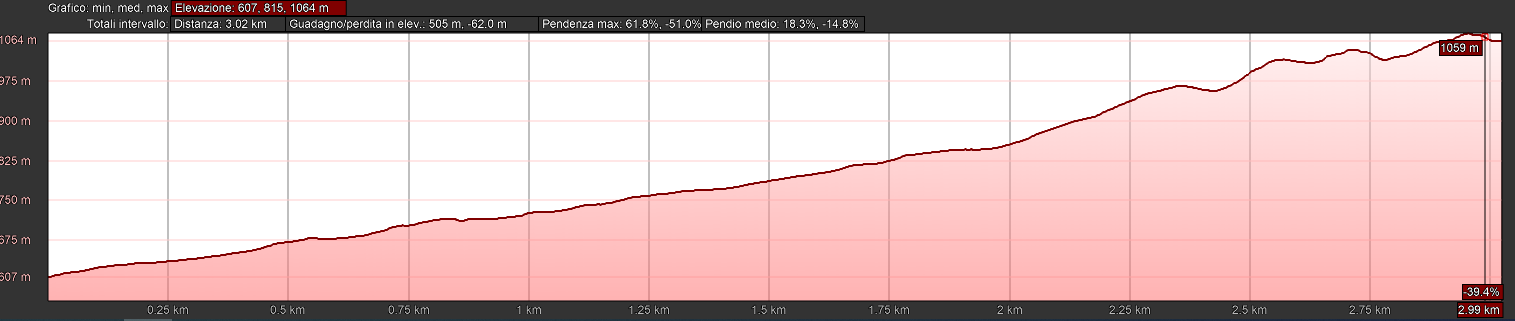 Grafico: min, med. max Elevazione: 607, 815, 1064 m
Totali intervallo: Distanza: 3.02 km Guadagno/perdita in elev.: 505 m, -62.0 m Pendenza max: 61.8%, -51.0% Pendio medio: 18.3%, -14.8%
1064 m
1059 m
975 m
900 m
825 m
750 m
675 m
607 m
-39.4%
0.25 km 0.5 km 0.75 km 1 km 1.25 km 1.5 km 1.75 km 2 km 2.25 km 2.5 km 2.75 km 2.99 km